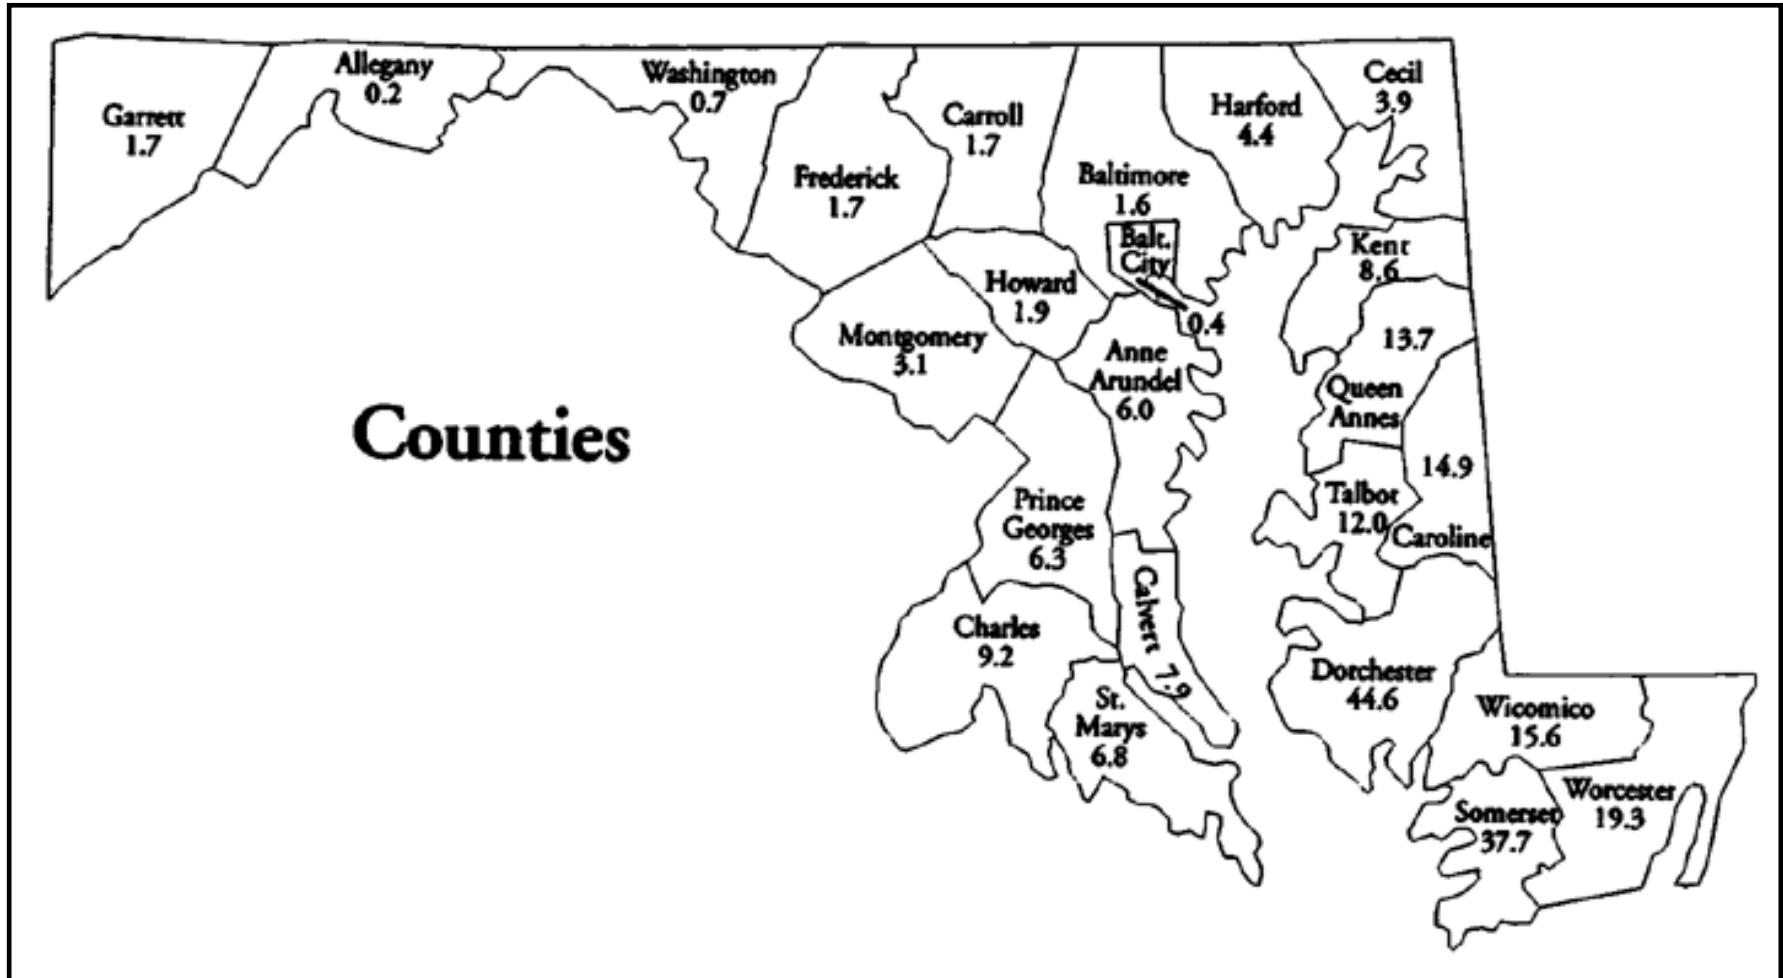 Garrett
1.7
Allegany
0.2
Washington
0.7
Frederick
1.7
Carroll
1.7
Baltimore
1.6
Balt.
City
0.4
Harford
4.4
Cecil
3.9
Kent
8.6
13.7
Queen
Annes
Howard
1.9
Montgomery
3.1
Anne
Arundel
6.0
Counties
14.9
Caroline
Talbot
12.0
Prince
Georges
6.3
Calvert 7.9
Charles
9.2
St.
Marys
6.8
Dorchester
44.6
Wicomico
15.6
Worcester
19.3
Somerset
37.7